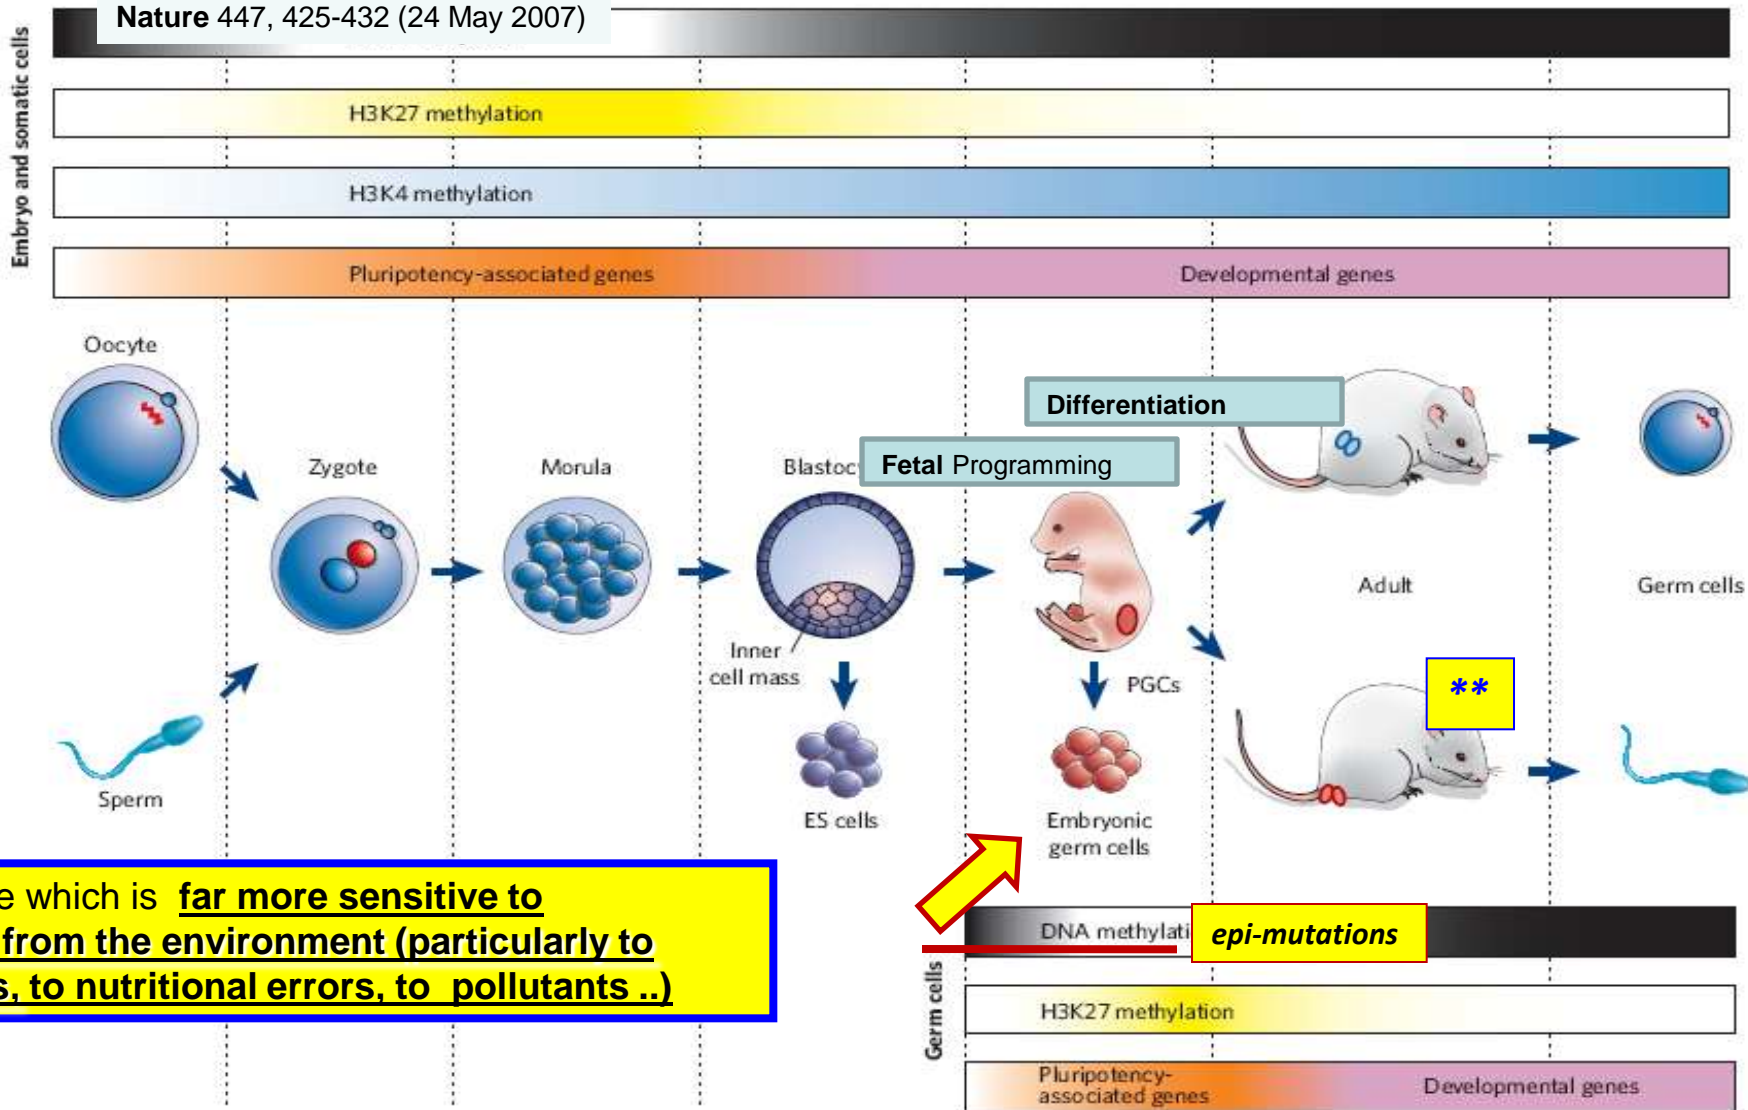 Nature 447, 425-432 (24 May 2007)
Embryo and somatic cells
H3K27 methylation
H3K4 methylation
Pluripotency-associated genes
Developmental genes
Oocyte
Differentiation
Zygote
Morula
Fetal Programming
Adult
Germ cells
Inner
cell mass
PGCs
**
Sperm
ES cells
Embryonic
germ cells
which is far more sensitive to
from the environment (particularly to
to nutritional errors, to pollutants ..)
DNA
epi-mutations
Germ cells
H3K27 methylation
Pluripotency-
associated genes
Developmental genes